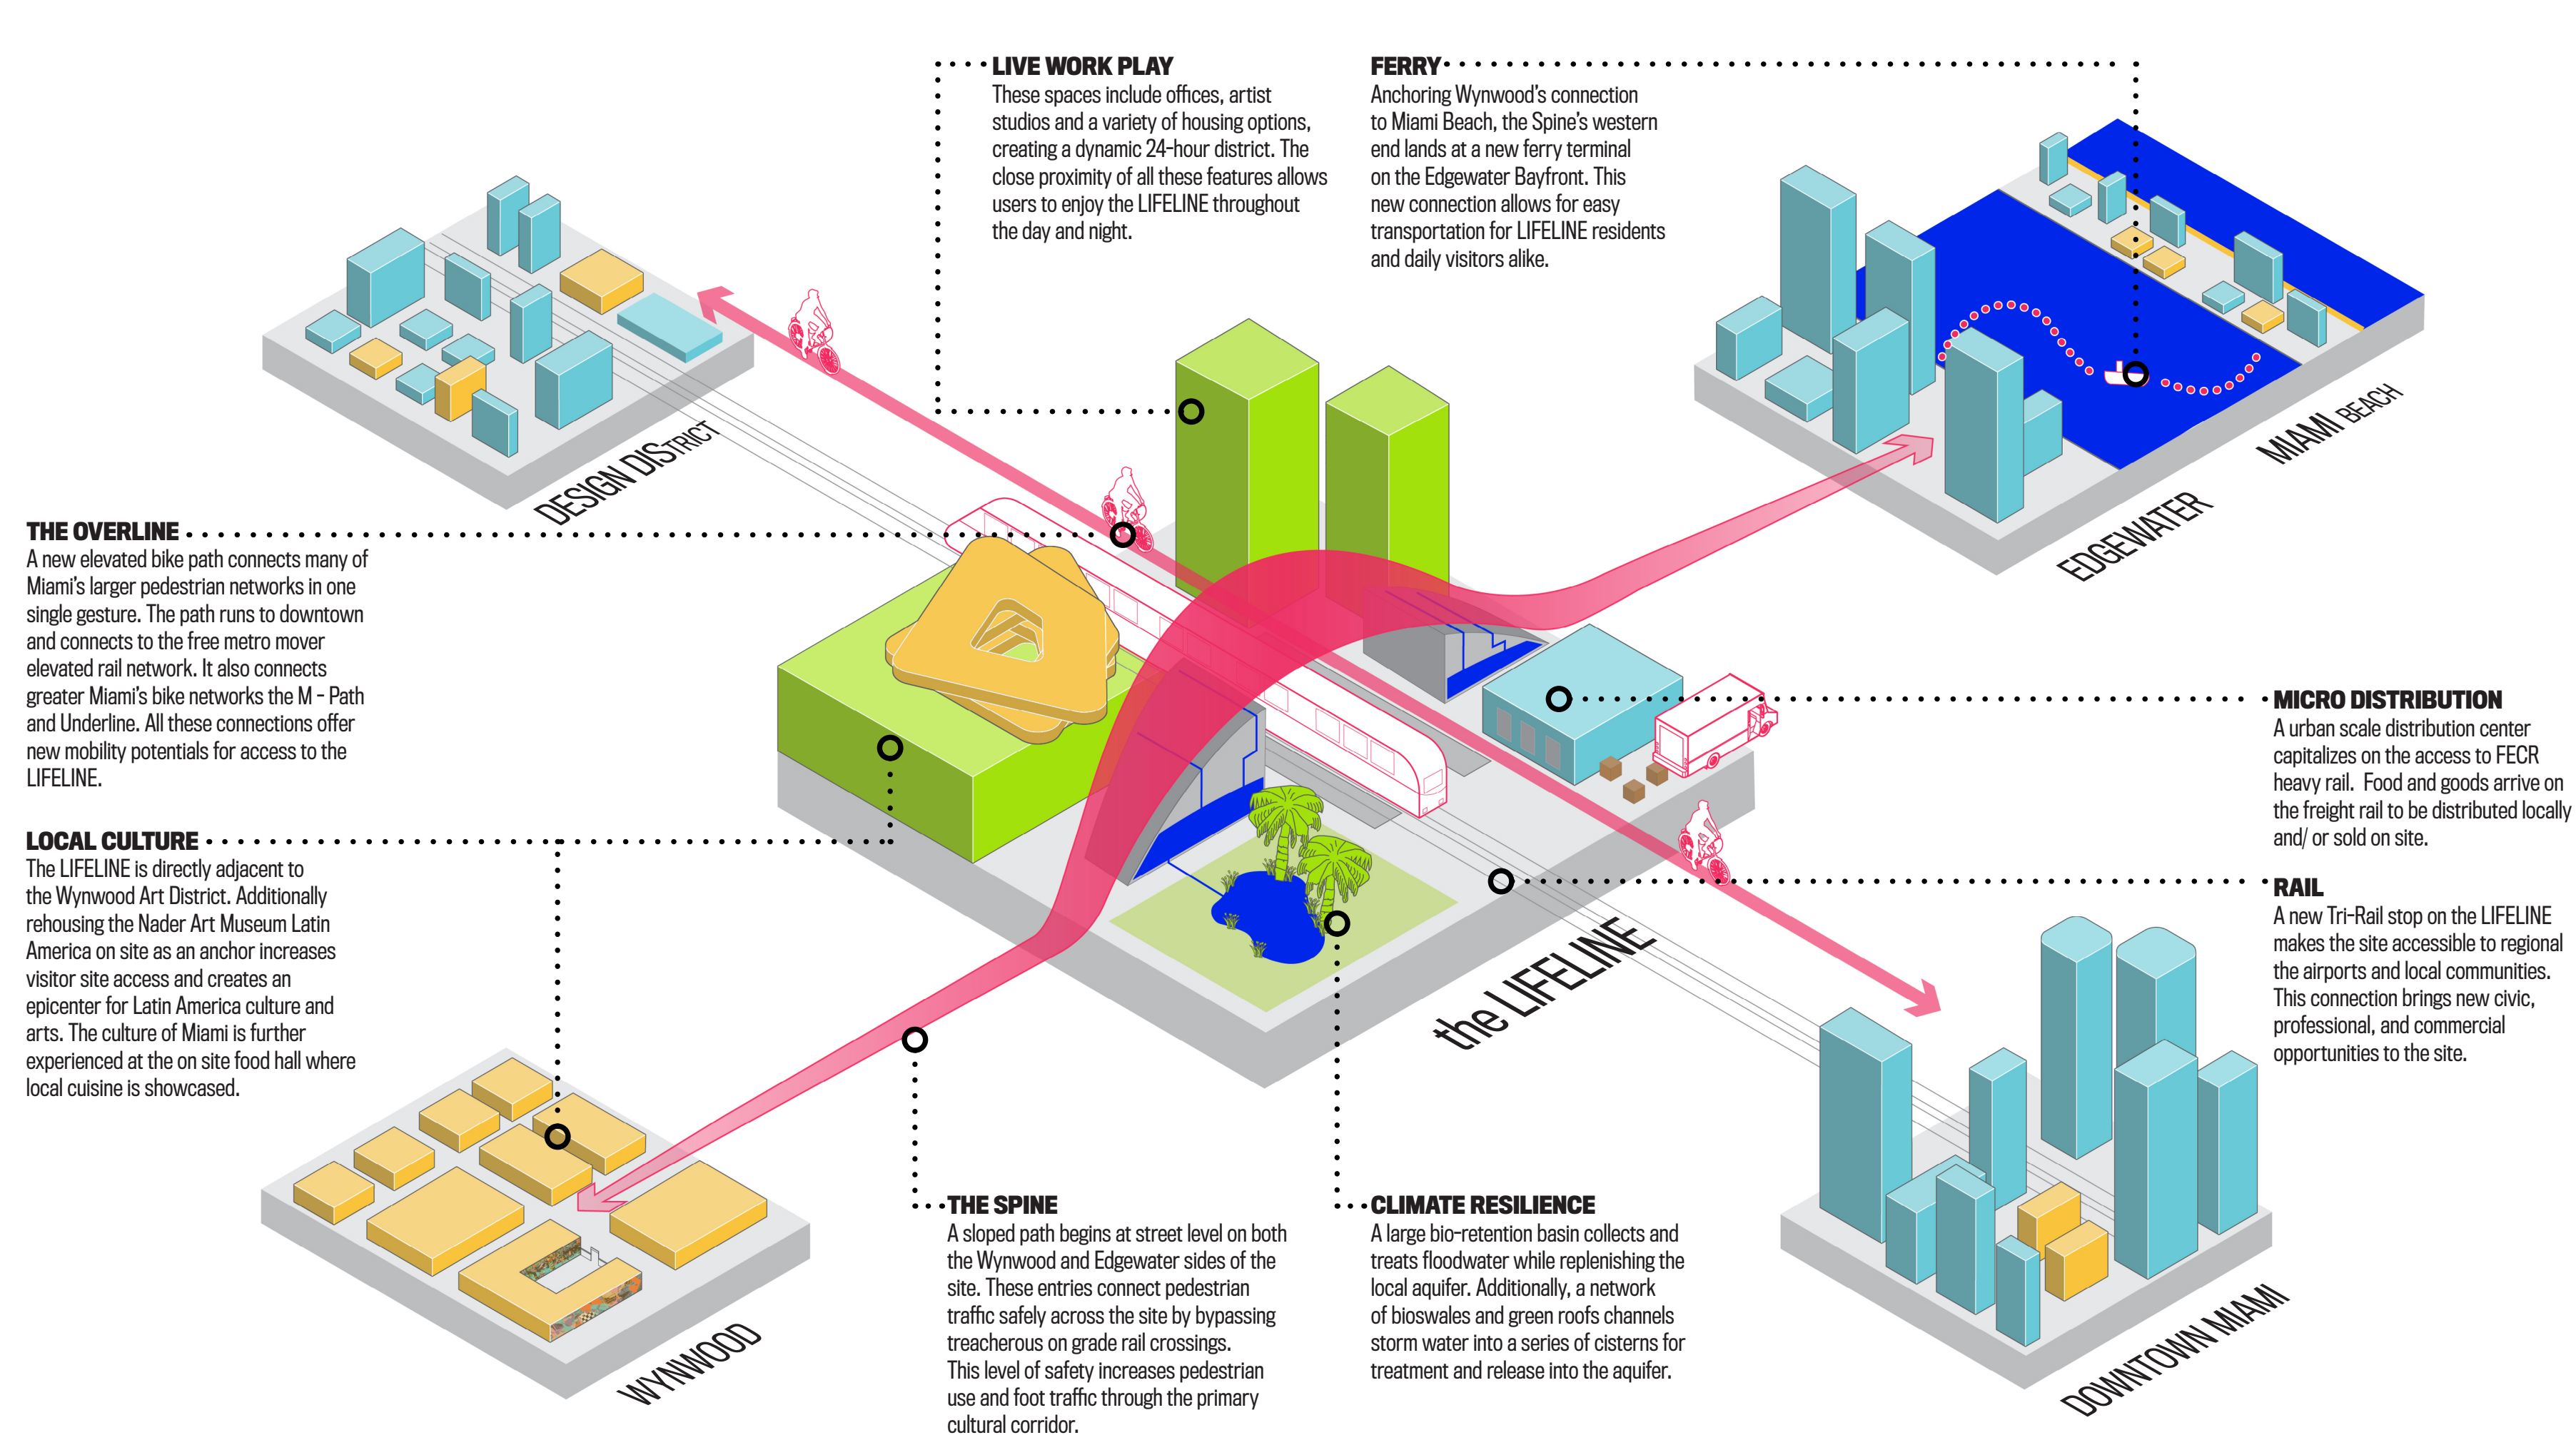 LIVE WORK PLAY
These spaces include offices, artist
studios and a variety of housing options,
creating a dynamic 24-hour district. The
close proximity of all these features allows
users to enjoy the LIFELINE throughout
the day and night.
FERRY
Anchoring Wynwood's connection
to Miami Beach, the Spine's western
end lands at a new ferry terminal
on the Edgewater Bayfront. This
new connection allows for easy
transportation for LIFELINE residents
and daily visitors alike.
DESIGN DISTRICT
MIAMI BEACH
EDGEWATER
THE OVERLINE
A new elevated bike path connects many of
Miami's larger pedestrian networks in one
single gesture. The path runs to downtown
and connects to the free metro mover
elevated rail network. It also connects
greater Miami's bike networks the M - Path
and Underline. All these connections offer
new mobility potentials for access to the
LIFELINE.
MICRO DISTRIBUTION
A urban scale distribution center
capitalizes on the access to FECR
heavy rail.  Food and goods arrive on
the freight rail to be distributed locally
and/ or sold on site.
LOCAL CULTURE
The LIFELINE is directly adjacent to
the Wynwood Art District. Additionally
rehousing the Nader Art Museum Latin
America on site as an anchor increases
visitor site access and creates an
epicenter for Latin America culture and
arts. The culture of Miami is further
experienced at the on site food hall where
local cuisine is showcased.
RAIL
A new Tri-Rail stop on the LIFELINE
makes the site accessible to regional
the airports and local communities.
This connection brings new civic,
professional, and commercial
opportunities to the site.
the LIFELINE
WYNWOOD
THE SPINE
A sloped path begins at street level on both
the Wynwood and Edgewater sides of the
site. These entries connect pedestrian
traffic safely across the site by bypassing
treacherous on grade rail crossings.
This level of safety increases pedestrian
use and foot traffic through the primary
cultural corridor.
CLIMATE RESILIENCE
A large bio-retention basin collects and
treats floodwater while replenishing the
local aquifer. Additionally, a network
of bioswales and green roofs channels
storm water into a series of cisterns for
treatment and release into the aquifer.
DOWNTOWN MIAMI